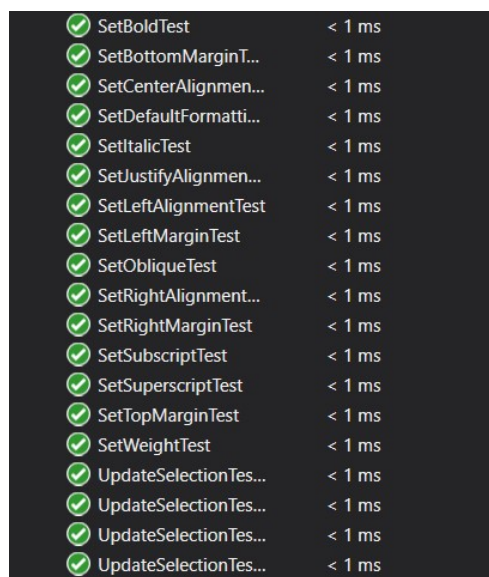 SetBoldTest < 1 ms
SetBottomMarginT... < 1 ms
SetCenterAlignmen... < 1 ms
SetDefaultFormatti... < 1 ms
SetItalicTest < 1 ms
SetJustifyAlignmen... < 1 ms
SetLeftAlignmentTest < 1 ms
SetLeftMarginTest < 1 ms
SetObliqueTest < 1 ms
SetRightAlignment... < 1 ms
SetRightMarginTest < 1 ms
SetSubscriptTest < 1 ms
SetSuperscriptTest < 1 ms
SetTopMarginTest < 1 ms
SetWeightTest < 1 ms
UpdateSelectionTes... < 1 ms
UpdateSelectionTes... < 1 ms
UpdateSelectionTes... < 1 ms
UpdateSelectionTes... < 1 ms